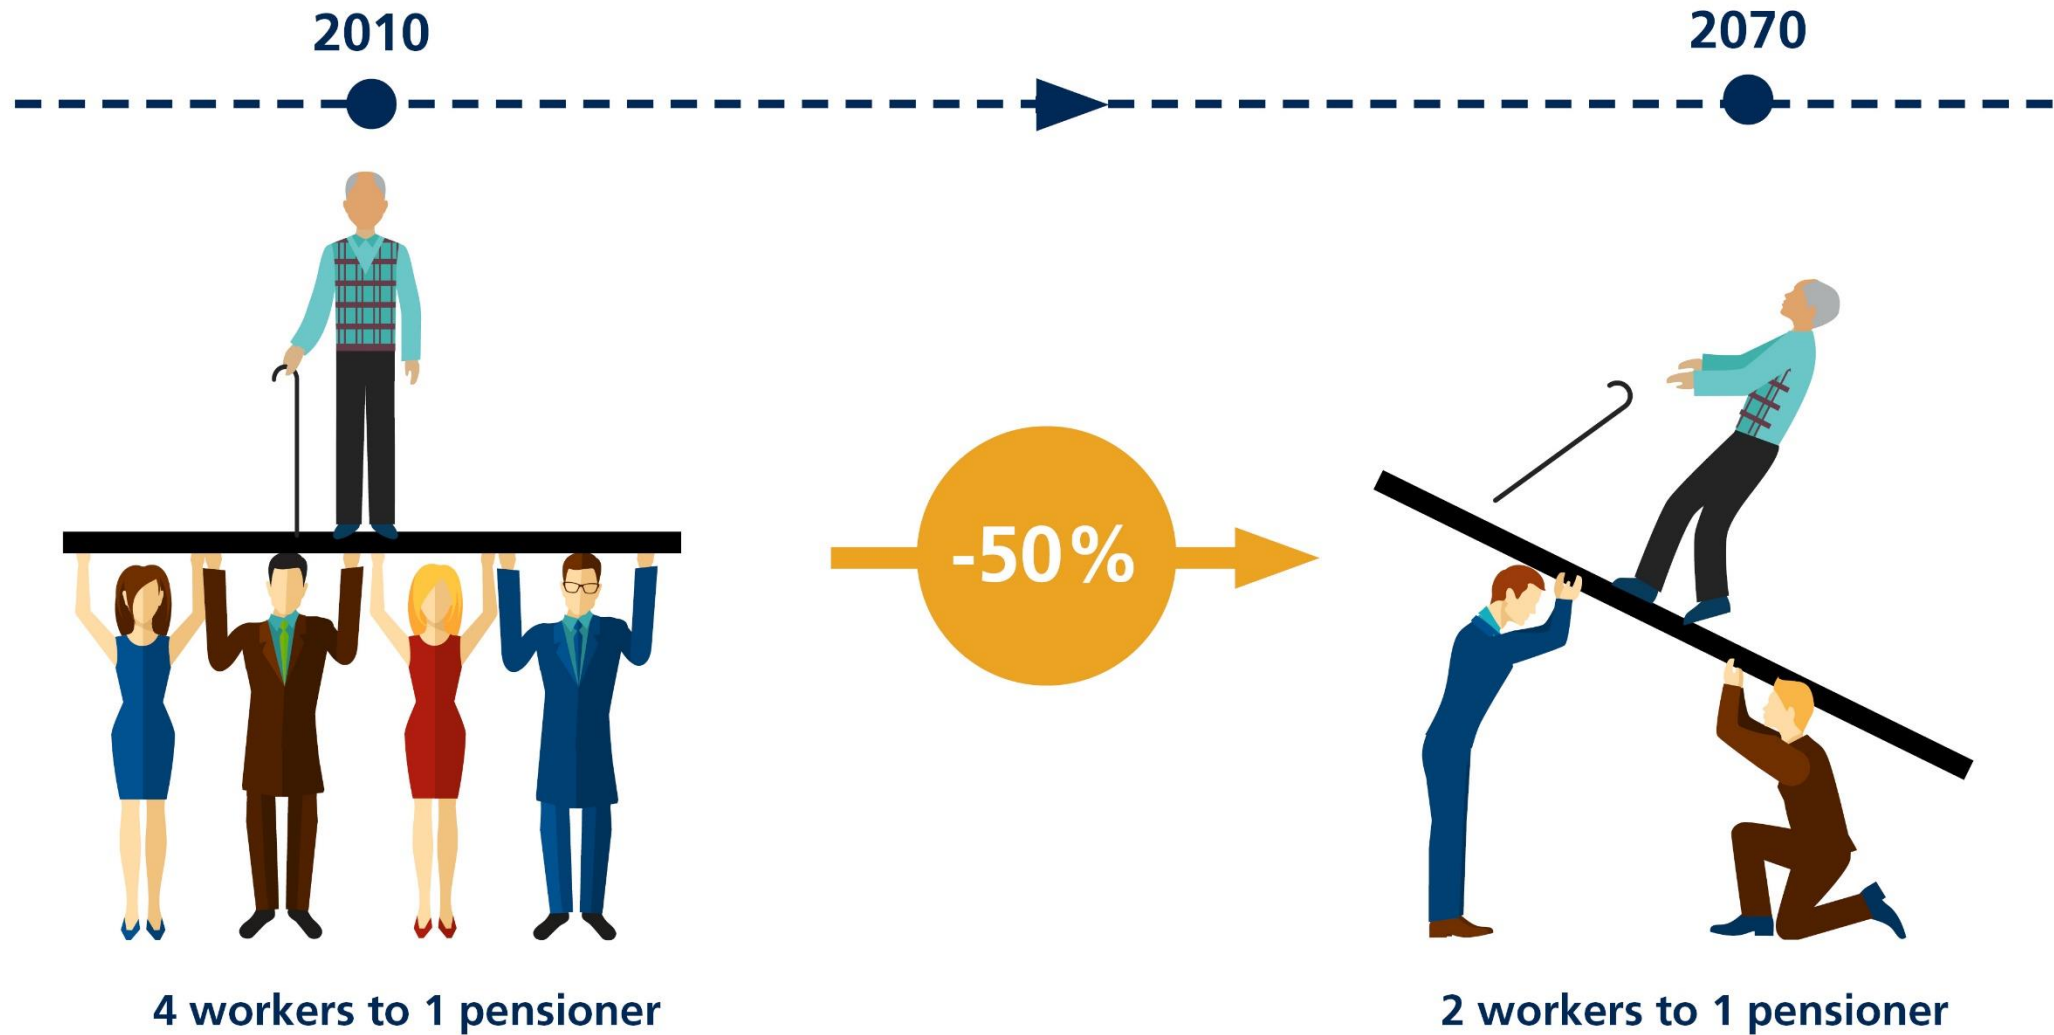 2010
2070
-50%
4 workers to 1 pensioner
2 workers to 1 pensioner